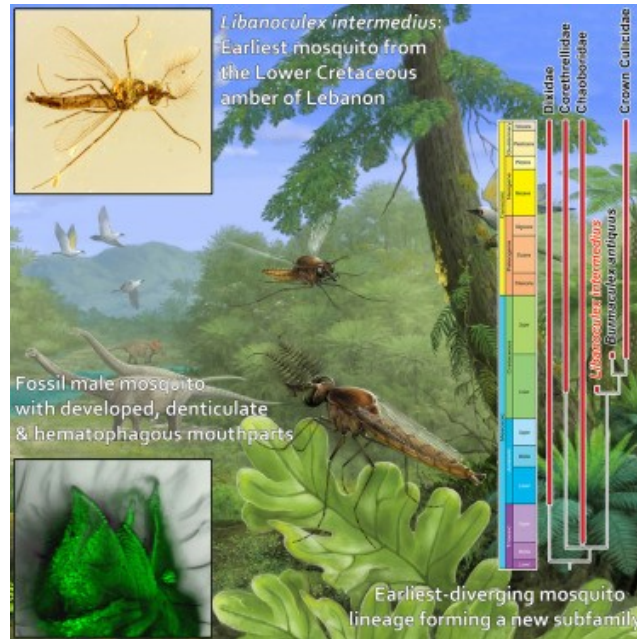 Libanoculex intermedius:
Earliest mosquito from
the Lower Cretaceous
amber of Lebanon
Dixidae
Corethrellidae
Chaoboridae
Crown Culicidae
Libanoculex intermedius
Burmaculex antiquus
Fossil male mosquito
with developed, denticulate
& hematophagous mouthparts
Earliest-diverging mosquito
lineage forming a new subfamily